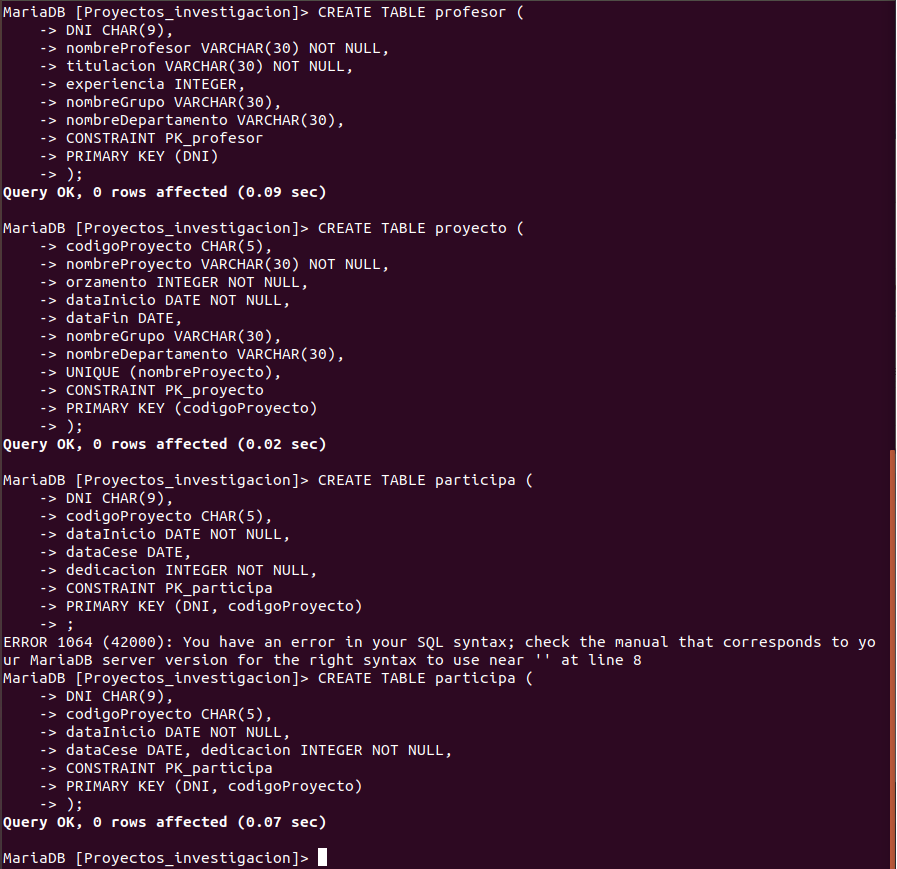 MariaDB [Proyectos_investigacion]> CREATE TABLE profesor (
    -> DNI CHAR(9),
    -> nombreProfesor VARCHAR(30) NOT NULL,
    -> titulacion VARCHAR(30) NOT NULL,
    -> experiencia INTEGER,
    -> nombreGrupo VARCHAR(30),
    -> nombreDepartamento VARCHAR(30),
    -> CONSTRAINT PK_profesor
    -> PRIMARY KEY (DNI)
    -> );
Query OK, 0 rows affected (0.09 sec)

MariaDB [Proyectos_investigacion]> CREATE TABLE proyecto (
    -> codigoProyecto CHAR(5),
    -> nombreProyecto VARCHAR(30) NOT NULL,
    -> orzamento INTEGER NOT NULL,
    -> dataInicio DATE NOT NULL,
    -> dataFin DATE,
    -> nombreGrupo VARCHAR(30),
    -> nombreDepartamento VARCHAR(30),
    -> UNIQUE (nombreProyecto),
    -> CONSTRAINT PK_proyecto
    -> PRIMARY KEY (codigoProyecto)
    -> );
Query OK, 0 rows affected (0.02 sec)

MariaDB [Proyectos_investigacion]> CREATE TABLE participa (
    -> DNI CHAR(9),
    -> codigoProyecto CHAR(5),
    -> dataInicio DATE NOT NULL,
    -> dataCese DATE,
    -> dedicacion INTEGER NOT NULL,
    -> CONSTRAINT PK_participa
    -> PRIMARY KEY (DNI, codigoProyecto)
    -> ;
ERROR 1064 (42000): You have an error in your SQL syntax; check the manual that corresponds to yo
ur MariaDB server version for the right syntax to use near '' at line 8
MariaDB [Proyectos_investigacion]> CREATE TABLE participa (
    -> DNI CHAR(9),
    -> codigoProyecto CHAR(5),
    -> dataInicio DATE NOT NULL,
    -> dataCese DATE, dedicacion INTEGER NOT NULL,
    -> CONSTRAINT PK_participa
    -> PRIMARY KEY (DNI, codigoProyecto)
    -> );
Query OK, 0 rows affected (0.07 sec)

MariaDB [Proyectos_investigacion]>